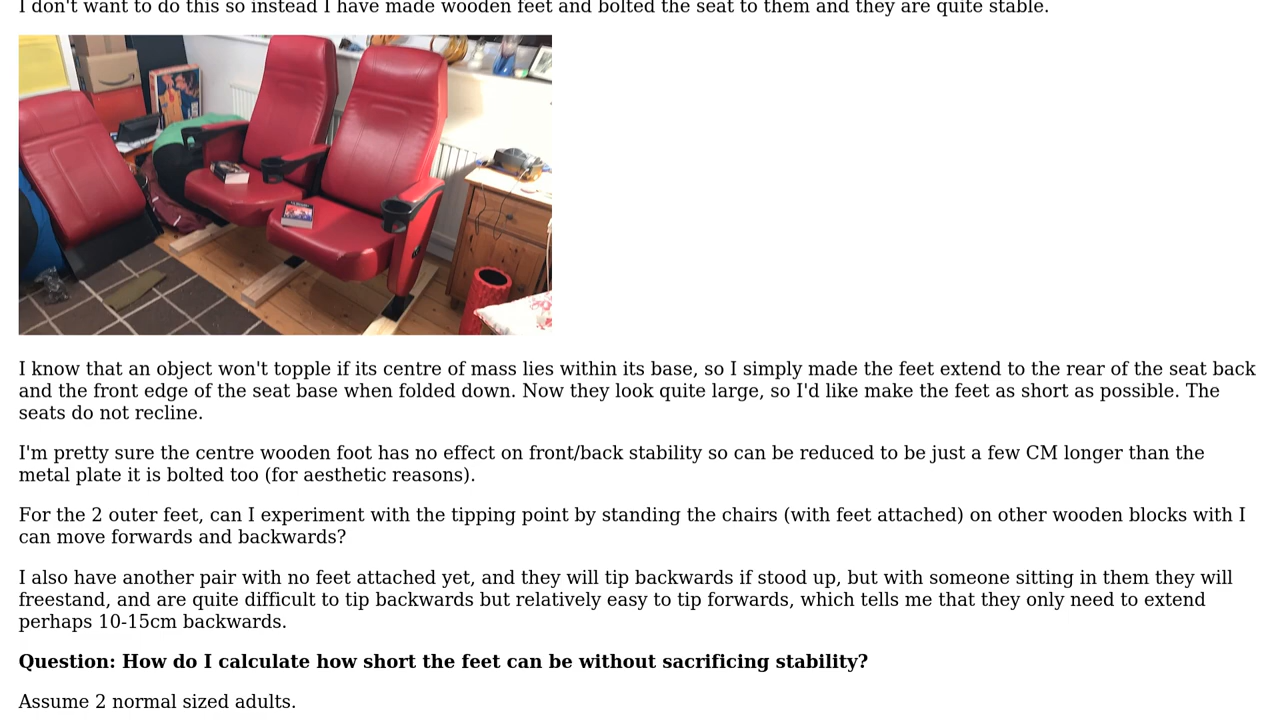 I don't want to do this so instead I have made wooden feet and bolted the seat to them and they are quite stable.
I know that an object won't topple if its centre of mass lies within its base, so I simply made the feet extend to the rear of the seat back
and the front edge of the seat base when folded down. Now they look quite large, so I'd like make the feet as short as possible. The
seats do not recline.
I'm pretty sure the centre wooden foot has no effect on front/back stability so can be reduced to be just a few CM longer than the
metal plate it is bolted too (for aesthetic reasons).
For the 2 outer feet, can I experiment with the tipping point by standing the chairs (with feet attached) on other wooden blocks with I
can move forwards and backwards?
I also have another pair with no feet attached yet, and they will tip backwards if stood up, but with someone sitting in them they will
freestand, and are quite difficult to tip backwards but relatively easy to tip forwards, which tells me that they only need to extend
perhaps 10-15cm backwards.
Question: How do I calculate how short the feet can be without sacrificing stability?
Assume 2 normal sized adults.